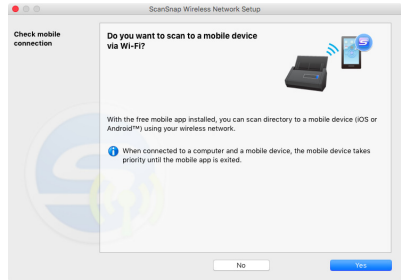 ScanSnap Wireless Network Setup
Check mobile
connection
Do you want to scan to a mobile device
via Wi-Fi?
With the free mobile app installed, you can scan directory to a mobile device (iOS or
Android™) using your wireless network.
When connected to a computer and a mobile device, the mobile device takes
priority until the mobile app is exited.
No
Yes